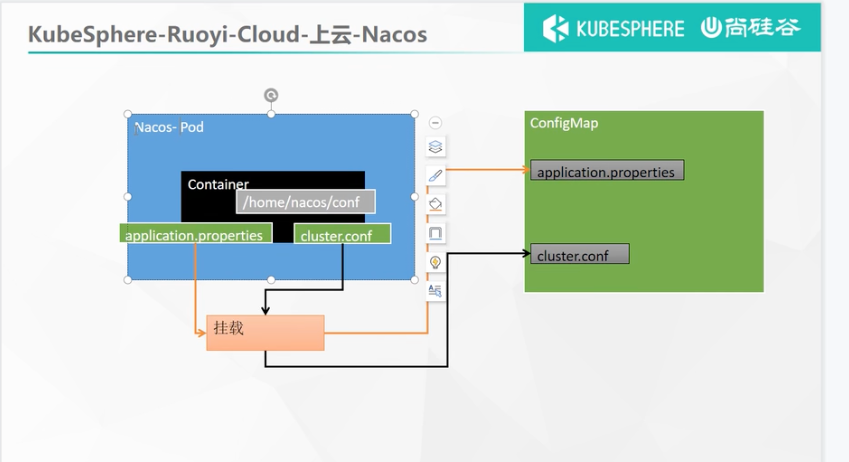 KubeSphere-Ruoyi-Cloud-上云-Nacos
KUBESPHERE
尚硅谷
Nacos- Pod
Container
/home/nacos/conf
application.properties
cluster.conf
挂载
ConfigMap
application.properties
cluster.conf